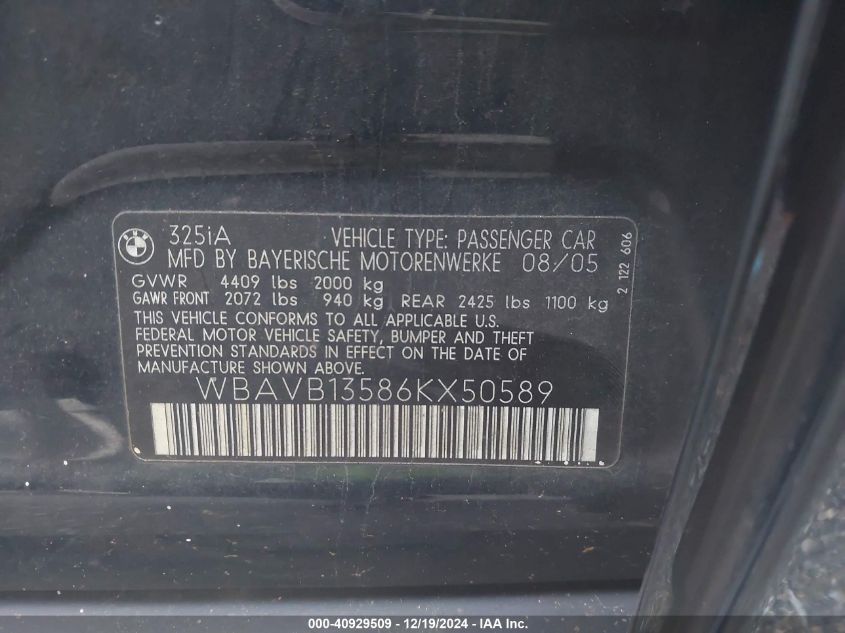 BMW
325iA VEHICLE TYPE: PASSENGER CAR
MFD BY BAYERISCHE MOTORENWERKE 08/05
GVWR 4409 lbs 2000 kg
GAWR FRONT 2072 lbs 940 kg REAR 2425 lbs 1100 kg
THIS VEHICLE CONFORMS TO ALL APPLICABLE U.S.
FEDERAL MOTOR VEHICLE SAFETY, BUMPER AND THEFT
PREVENTION STANDARDS IN EFFECT ON THE DATE OF
MANUFACTURE SHOWN ABOVE.
WBAVB13586KX50589
2 122 606
000-40929509 - 12/19/2024 - IAAI.com